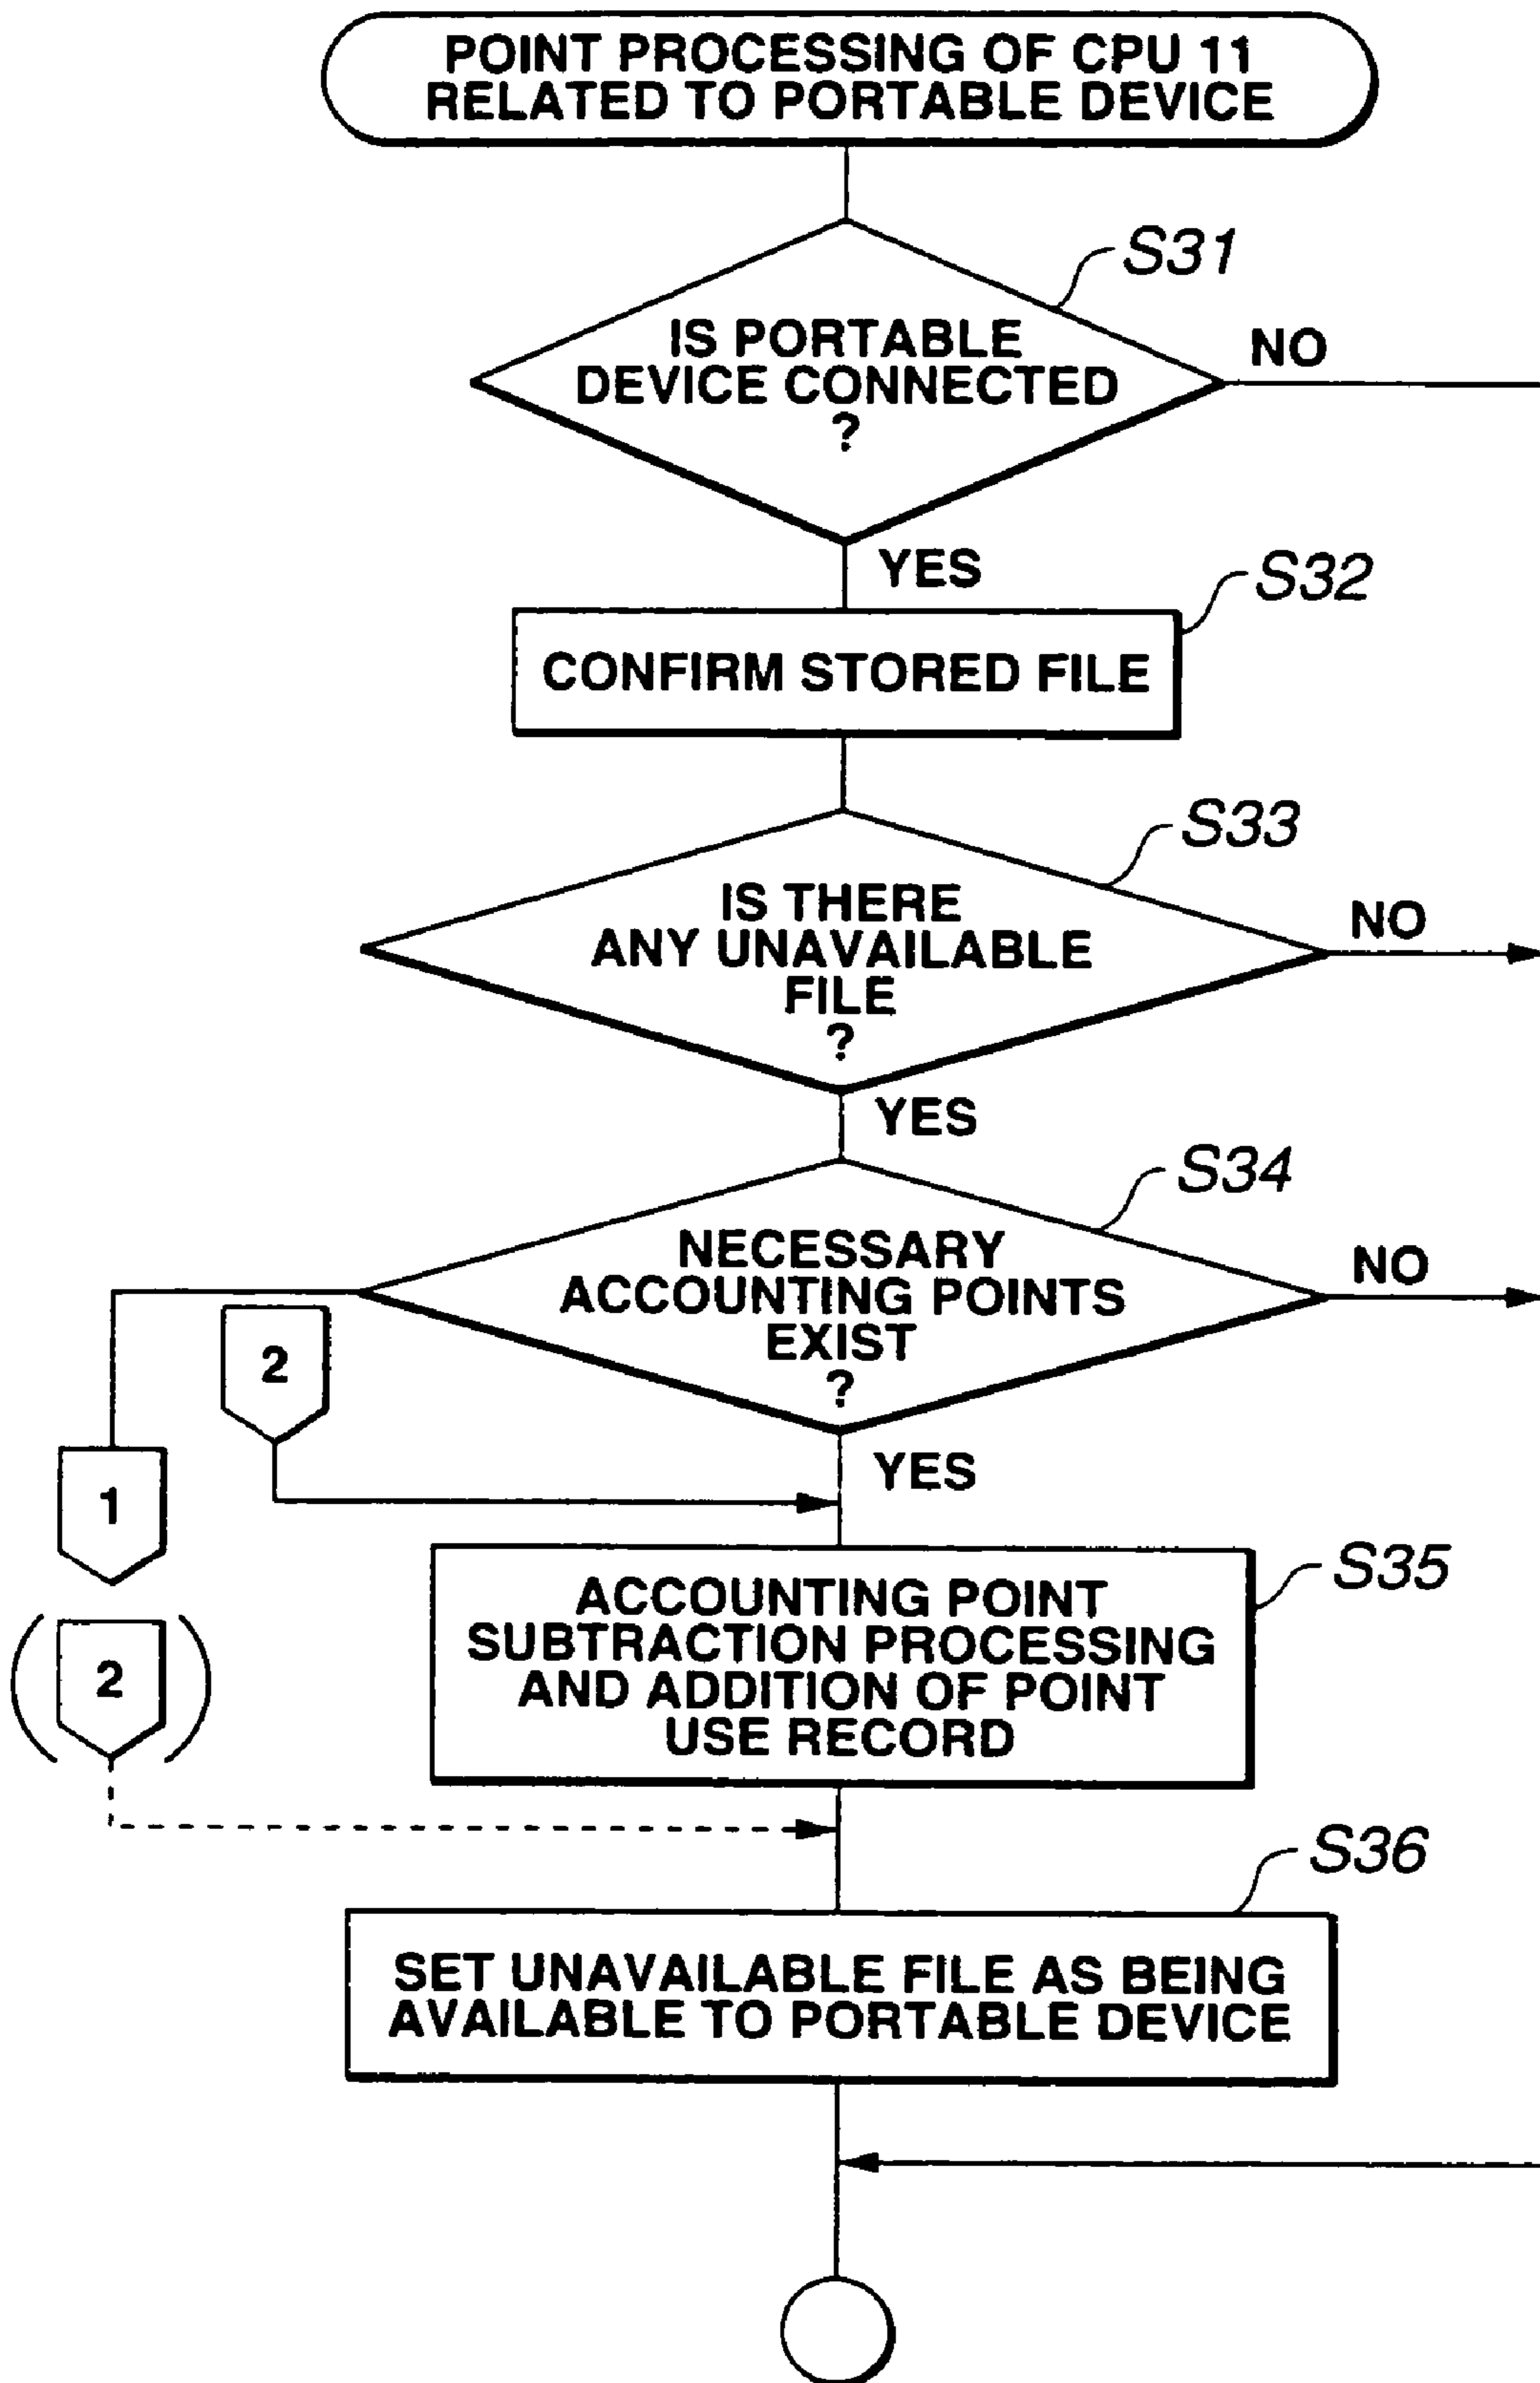 POINT PROCESSING OF CPU 11
RELATED TO PORTABLE DEVICE
S31
IS PORTABLE
DEVICE CONNECTED
?
NO
YES
S32
CONFIRM STORED FILE
S33
IS THERE
ANY UNAVAILABLE
FILE
?
NO
YES
S34
NECESSARY
ACCOUNTING POINTS
EXIST
?
NO
2
YES
1
S35
ACCOUNTING POINT
SUBTRACTION PROCESSING
AND ADDITION OF POINT
USE RECORD
(2)
S36
SET UNAVAILABLE FILE AS BEING
AVAILABLE TO PORTABLE DEVICE